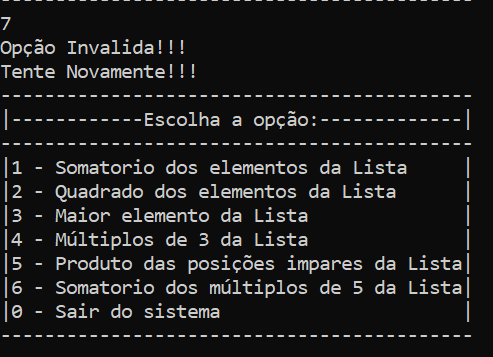 -------------------------------------------
7
Opção Invalida!!!
Tente Novamente!!!
-------------------------------------------
|------------Escolha a opção:-------------|
-------------------------------------------
|1 - Somatorio dos elementos da Lista     |
|2 - Quadrado dos elementos da Lista      |
|3 - Maior elemento da Lista              |
|4 - Múltiplos de 3 da Lista              |
|5 - Produto das posições impares da Lista|
|6 - Somatorio dos múltiplos de 5 da Lista|
|0 - Sair do sistema                      |
-------------------------------------------